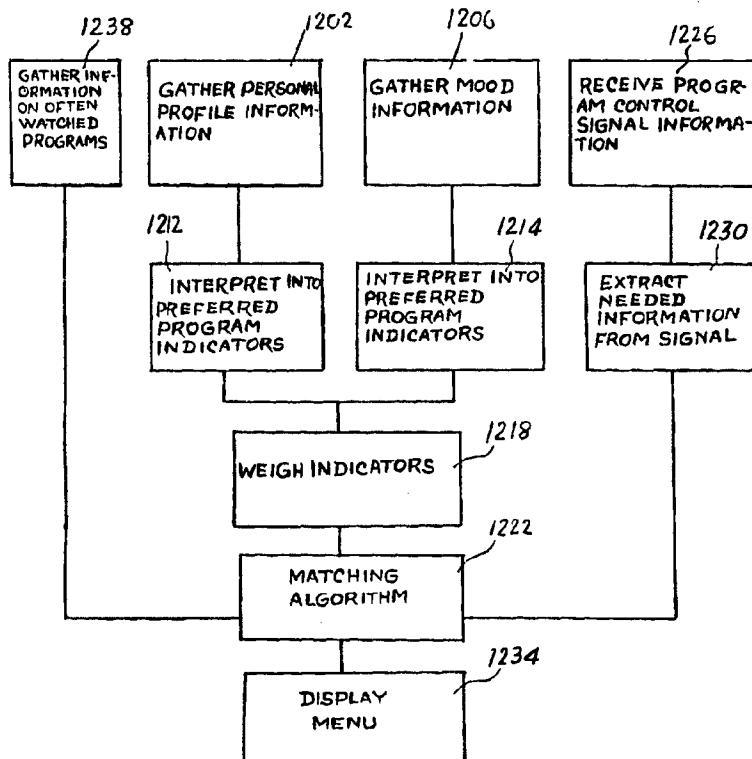 1238
1202
1206
1226
GATHER INF-
ORMATION
ON OFTEN
WATCHED
PROGRAMS
GATHER PERSONAL
PROFILE INFORM-
ATION
GATHER MOOD
INFORMATION
RECEIVE PROGR-
AM CONTROL
SIGNAL INFORMA-
TION
1212
1214
1230
INTERPRET INTO
PREFERRED
PROGRAM
INDICATORS
INTERPRET INTO
PREFERRED
PROGRAM
INDICATORS
EXTRACT
NEEDED
INFORMATION
FROM SIGNAL
1218
WEIGH INDICATORS
1222
MATCHING
ALGORITHM
1234
DISPLAY
MENU